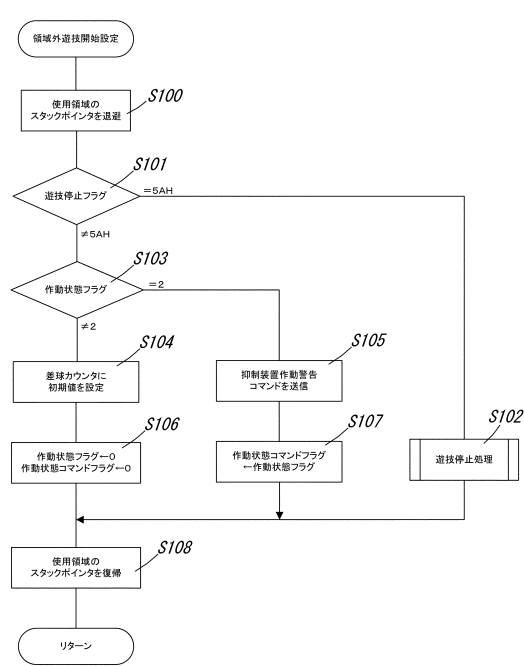 領域外遊技開始設定
S100
使用領域の
スタックポインタを退避
S101
遊技停止フラグ
=5AH
≠5AH
S103
作動状態フラグ
=2
≠2
S104
差球カウンタに
初期値を設定
S105
抑制装置作動警告
コマンドを送信
S106
作動状態フラグ←0
作動状態コマンドフラグ←0
S107
作動状態コマンドフラグ
←作動状態フラグ
S102
遊技停止処理
S108
使用領域の
スタックポインタを復帰
リターン